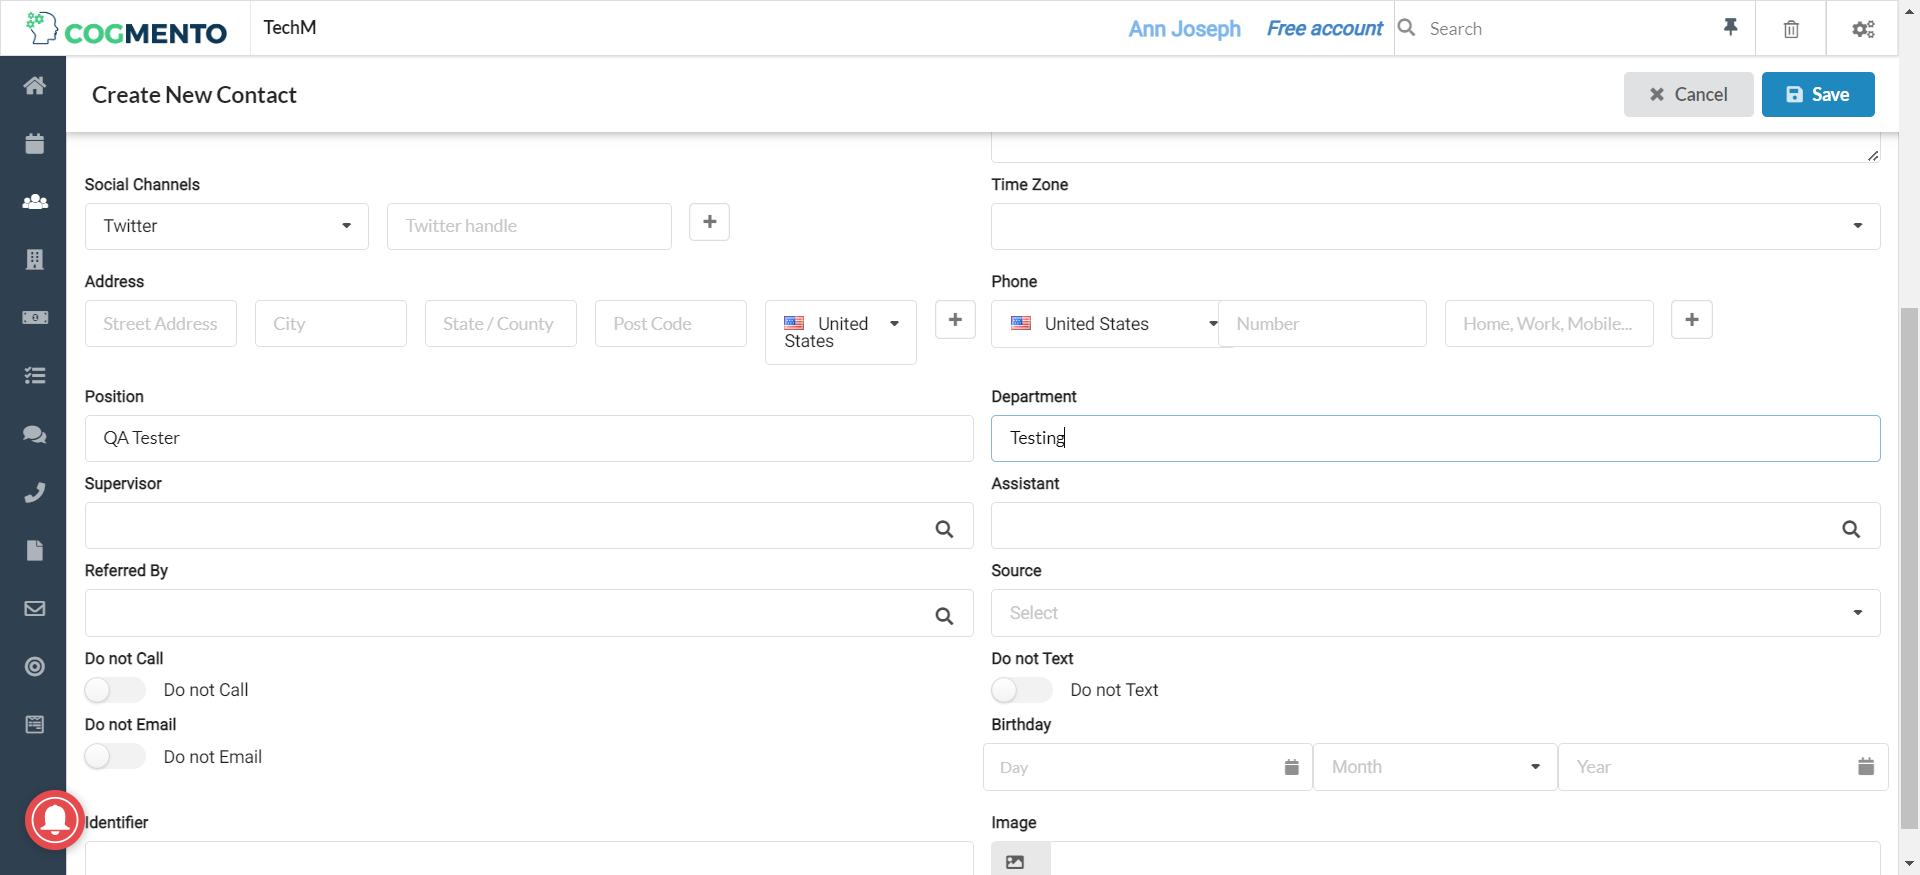 COGMENTO
TechM
Ann Joseph
Free account
Search
Create New Contact
Cancel
Save
Social Channels
Time Zone
Twitter
Twitter handle
Address
Phone
Street Address
City
State / County
Post Code
United
States
United States
Number
Home, Work, Mobile...
Position
Department
QA Tester
Testing
Supervisor
Assistant
Referred By
Source
Select
Do not Call
Do not Text
Do not Call
Do not Text
Do not Email
Birthday
Do not Email
Day
Month
Year
Identifier
Image